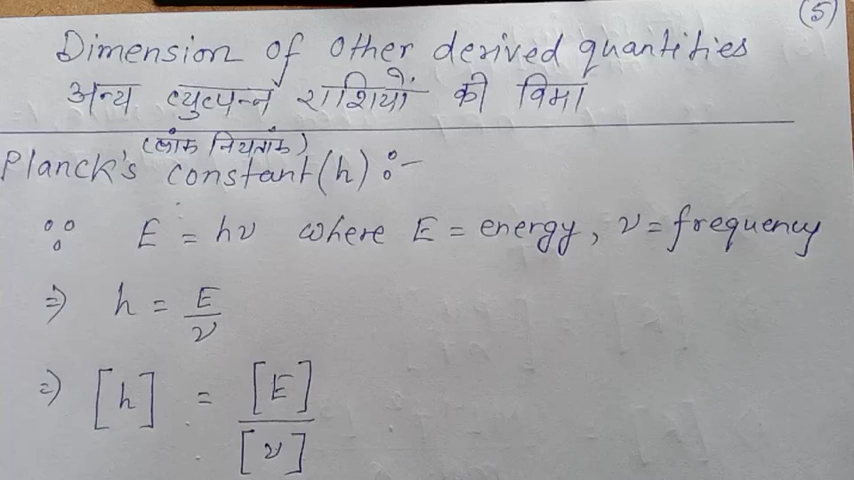 (5)
Dimension of other derived quantities
अन्य व्युत्पन्न राशियों की विमा
(प्लांक नियतांक)
Planck's constant (h) :-
∵ E = hν where E = energy, ν = frequency
⇒ h = E/ν
⇒ [h] = [E]/[ν]